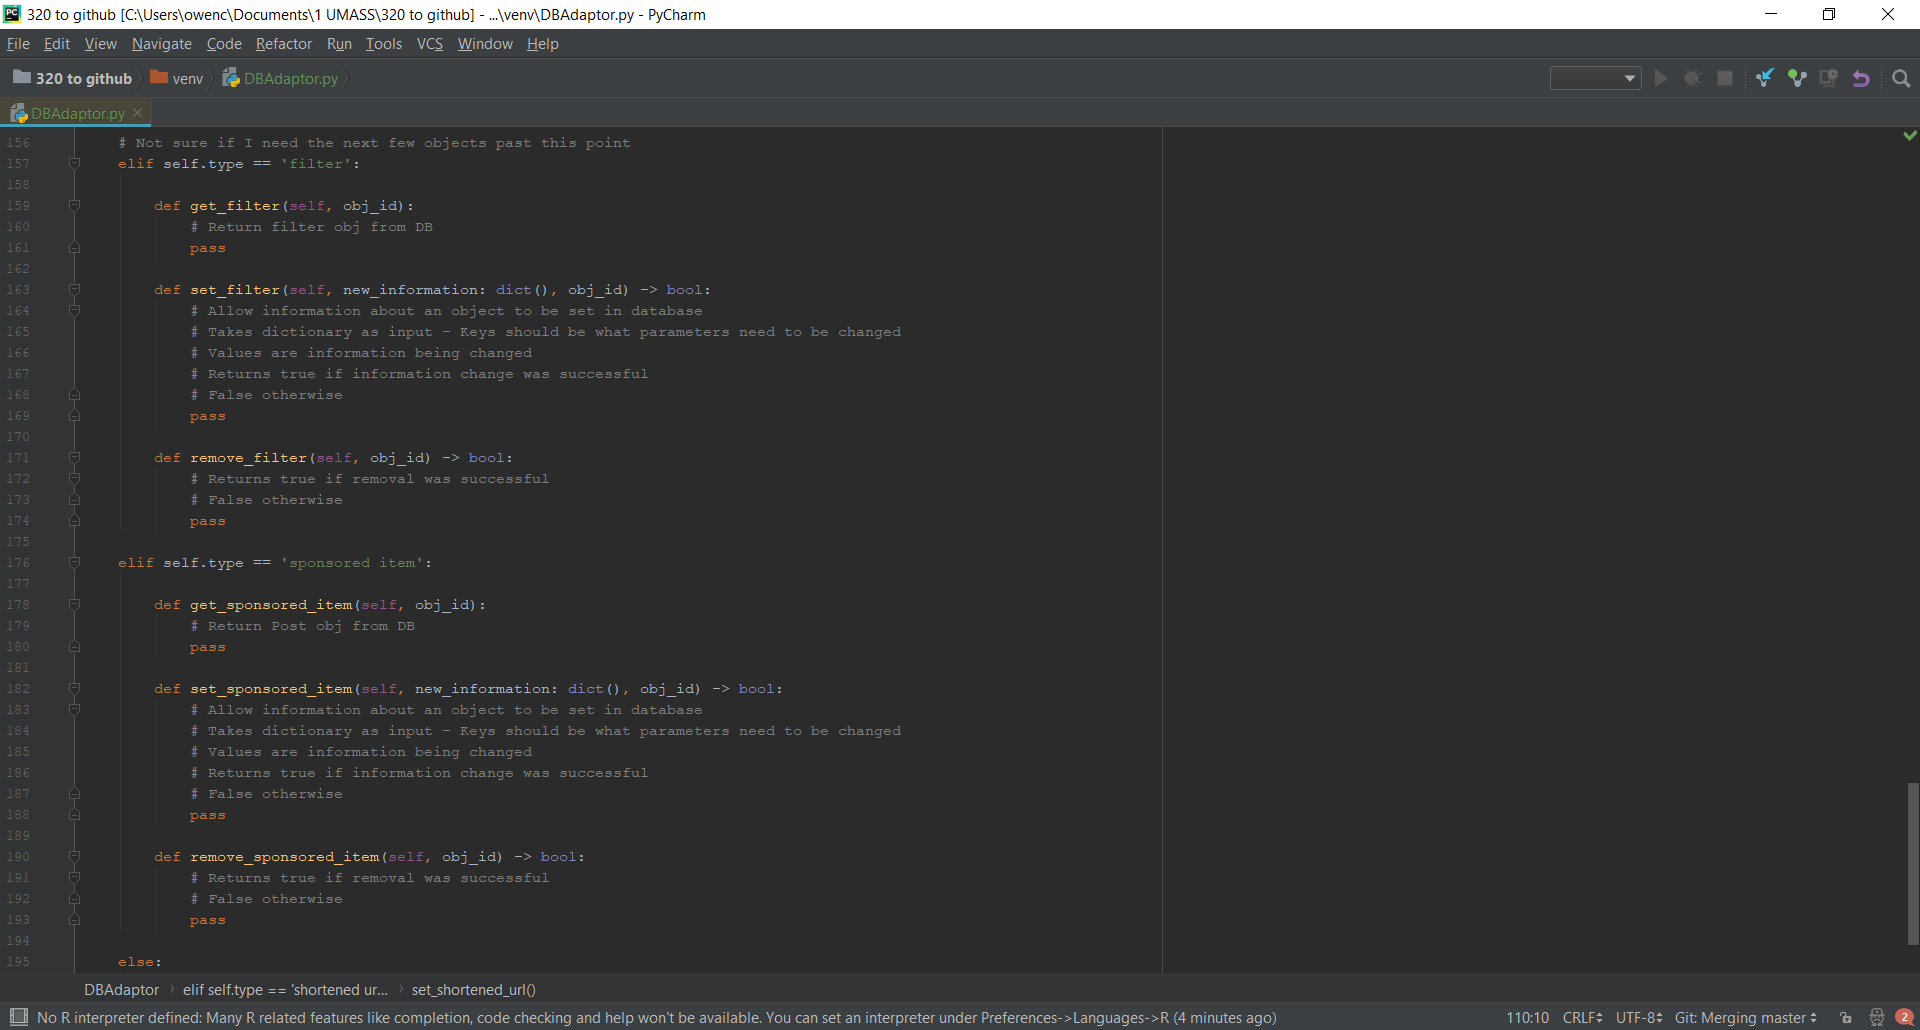 320 to github [C:\Users\owenc\Documents\1 UMASS\320 to github] - ...\venv\DBAdaptor.py - PyCharm
File Edit View Navigate Code Refactor Run Tools VCS Window Help
320 to github venv DBAdaptor.py
DBAdaptor.py
156 # Not sure if I need the next few objects past this point
157 elif self.type == 'filter':
158
159 def get_filter(self, obj_id):
160 # Return filter obj from DB
161 pass
162
163 def set_filter(self, new_information: dict(), obj_id) -> bool:
164 # Allow information about an object to be set in database
165 # Takes dictionary as input - Keys should be what parameters need to be changed
166 # Values are information being changed
167 # Returns true if information change was successful
168 # False otherwise
169 pass
170
171 def remove_filter(self, obj_id) -> bool:
172 # Returns true if removal was successful
173 # False otherwise
174 pass
175
176 elif self.type == 'sponsored item':
177
178 def get_sponsored_item(self, obj_id):
179 # Return Post obj from DB
180 pass
181
182 def set_sponsored_item(self, new_information: dict(), obj_id) -> bool:
183 # Allow information about an object to be set in database
184 # Takes dictionary as input - Keys should be what parameters need to be changed
185 # Values are information being changed
186 # Returns true if information change was successful
187 # False otherwise
188 pass
189
190 def remove_sponsored_item(self, obj_id) -> bool:
191 # Returns true if removal was successful
192 # False otherwise
193 pass
194
195 else:
DBAdaptor elif self.type == 'shortened ur... set_shortened_url()
No R interpreter defined: Many R related features like completion, code checking and help won't be available. You can set an interpreter under Preferences->Languages->R (4 minutes ago) 110:10 CRLF UTF-8 Git: Merging master 2